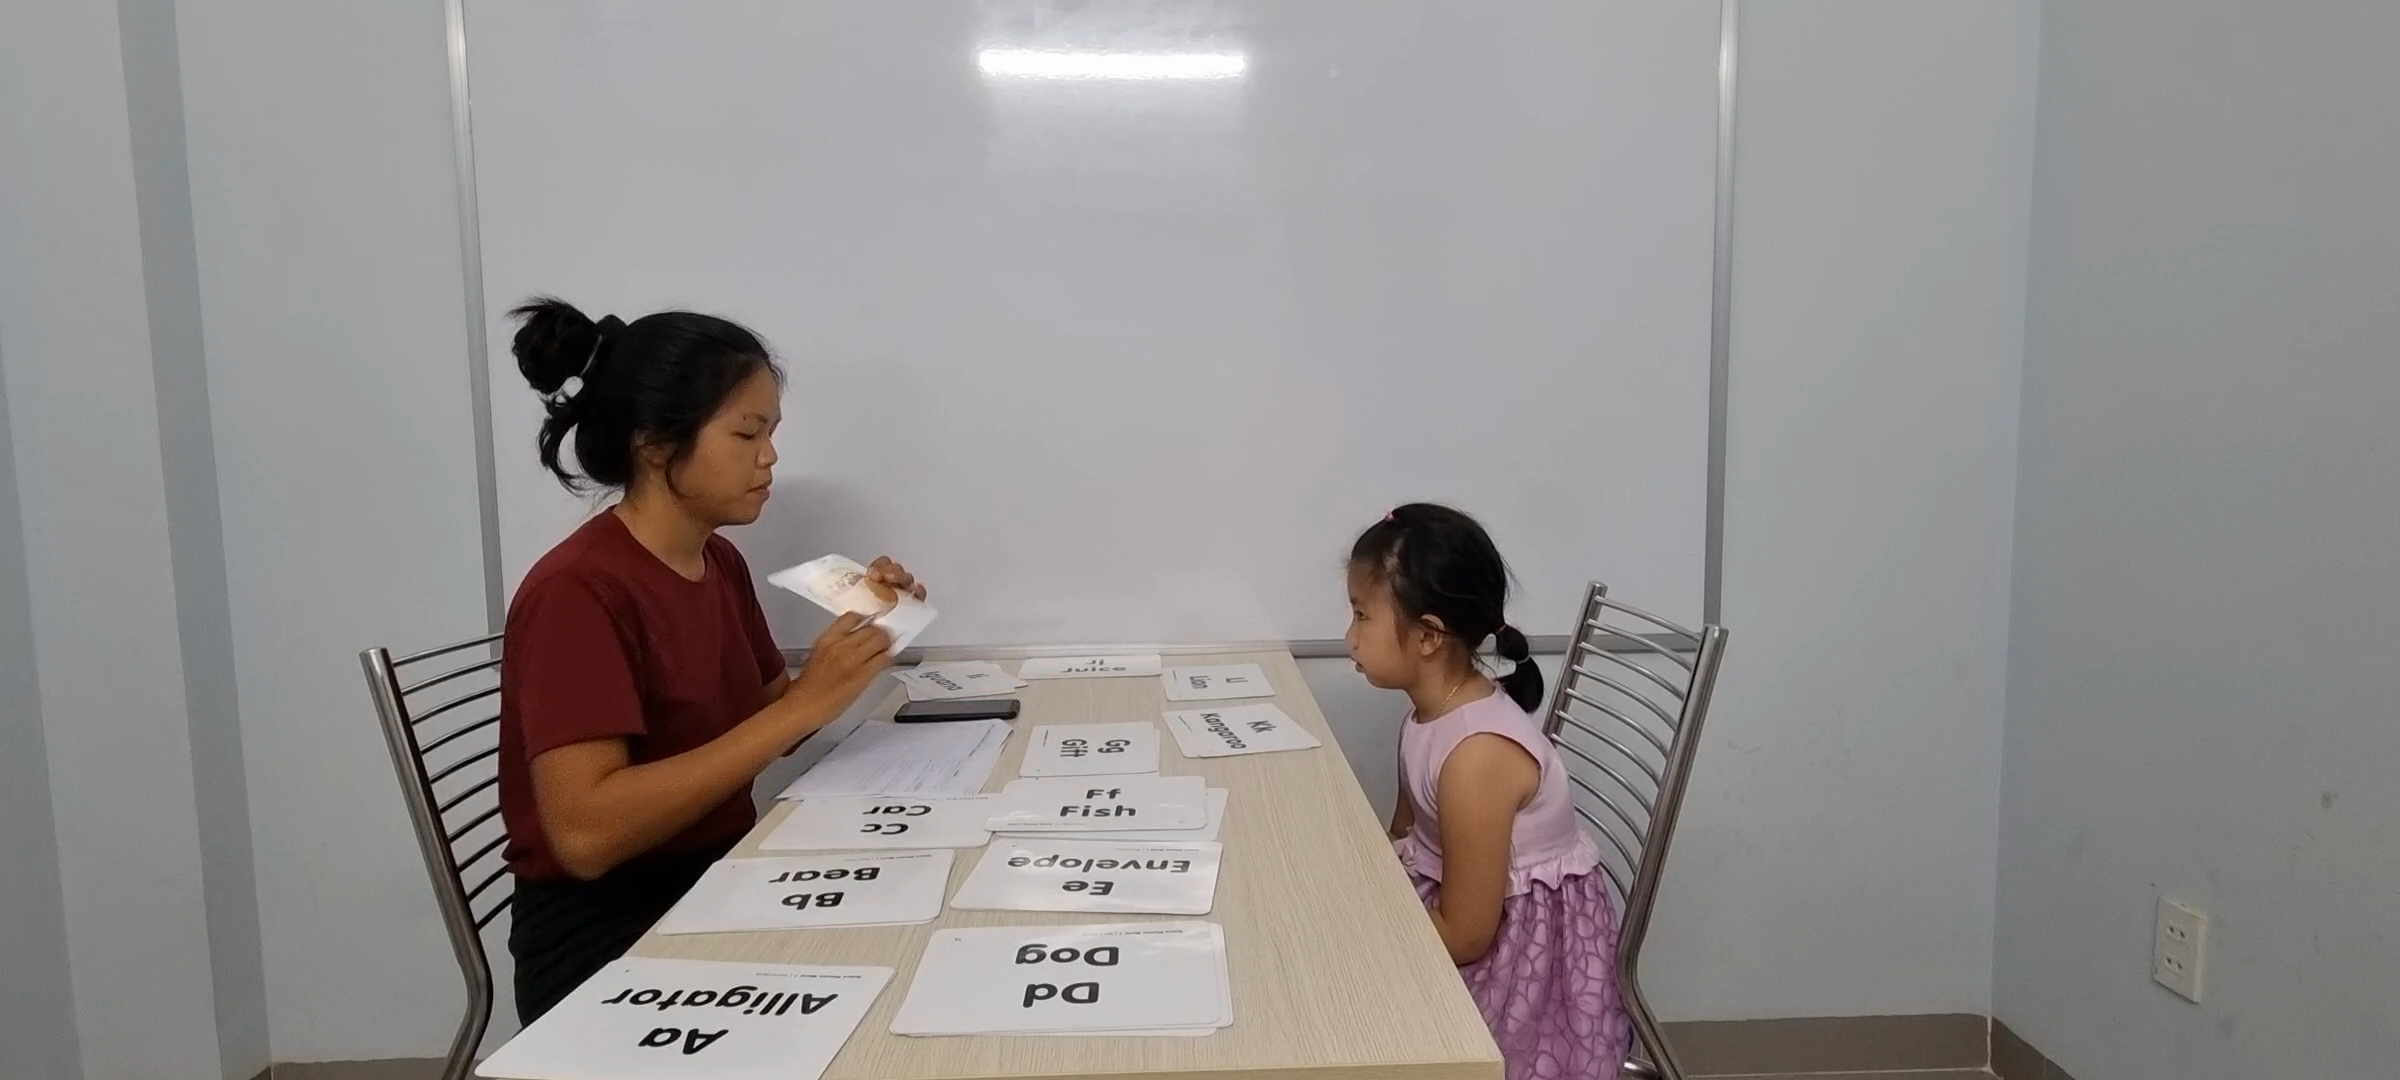 Ii
Iguana
Jj
Juice
Ll
Lion
Kk
Kangaroo
Gg
Gift
Ff
Fish
Cc
Car
Ee
Envelope
Bb
Bear
Dd
Dog
Aa
Alligator